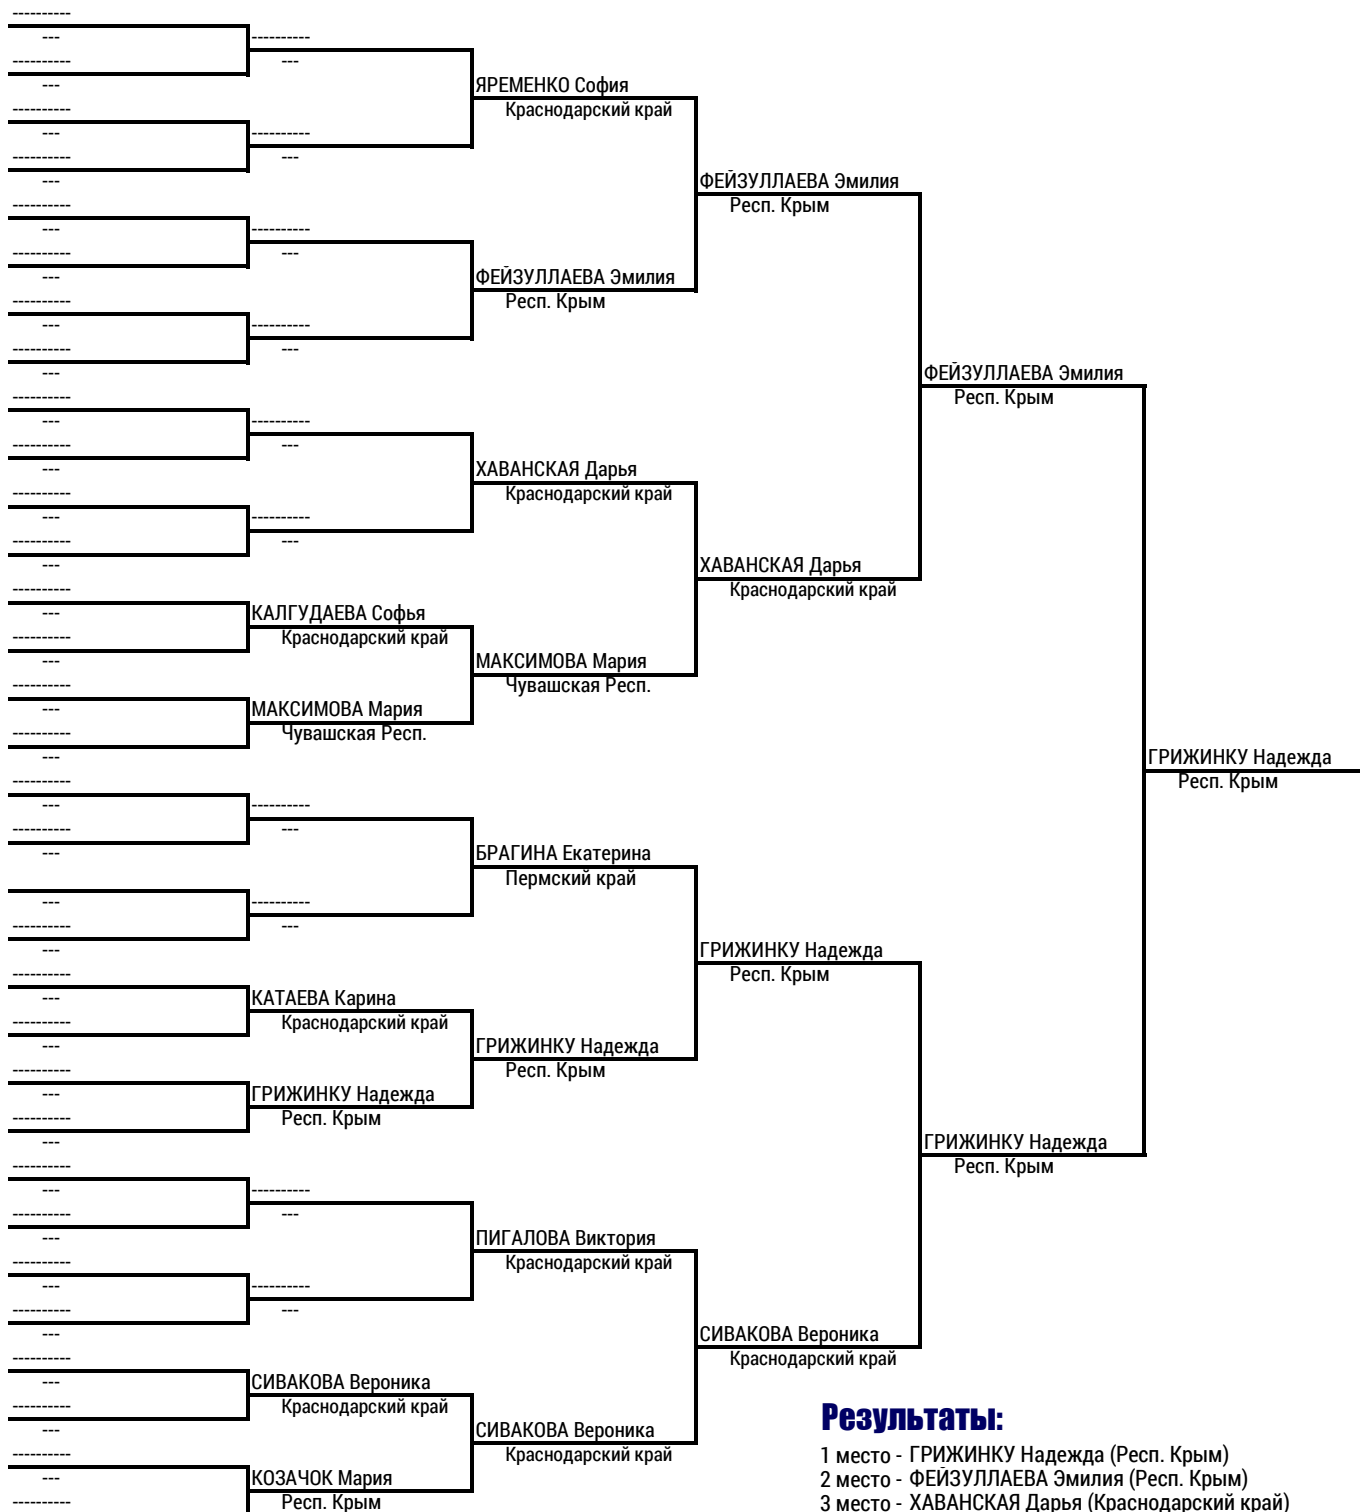 ----------
---
----------
---
----------
---
----------
---
----------
---
----------
---
----------
---
----------
---
----------
---
----------
---
----------
---
----------
---
----------
---
----------
---
----------
---
----------
---
----------
---
----------
---
---
----------
---
----------
---
----------
---
----------
---
----------
---
----------
---
----------
---
----------
---
----------
---
----------
---
----------
---
----------
---
----------
----------
---
----------
---
----------
---
----------
---
----------
---
----------
---
КАЛГУДАЕВА Софья
Краснодарский край
МАКСИМОВА Мария
Чувашская Респ.
----------
---
----------
---
КАТАЕВА Карина
Краснодарский край
ГРИЖИНКУ Надежда
Респ. Крым
----------
---
----------
---
СИВАКОВА Вероника
Краснодарский край
КОЗАЧОК Мария
Респ. Крым
ЯРЕМЕНКО София
Краснодарский край
ФЕЙЗУЛЛАЕВА Эмилия
Респ. Крым
ХАВАНСКАЯ Дарья
Краснодарский край
МАКСИМОВА Мария
Чувашская Респ.
БРАГИНА Екатерина
Пермский край
ГРИЖИНКУ Надежда
Респ. Крым
ПИГАЛОВА Виктория
Краснодарский край
СИВАКОВА Вероника
Краснодарский край
ФЕЙЗУЛЛАЕВА Эмилия
Респ. Крым
ХАВАНСКАЯ Дарья
Краснодарский край
ГРИЖИНКУ Надежда
Респ. Крым
СИВАКОВА Вероника
Краснодарский край
ФЕЙЗУЛЛАЕВА Эмилия
Респ. Крым
ГРИЖИНКУ Надежда
Респ. Крым
ГРИЖИНКУ Надежда
Респ. Крым
Результаты:
1 место - ГРИЖИНКУ Надежда (Респ. Крым)
2 место - ФЕЙЗУЛЛАЕВА Эмилия (Респ. Крым)
3 место - ХАВАНСКАЯ Дарья (Краснодарский край)